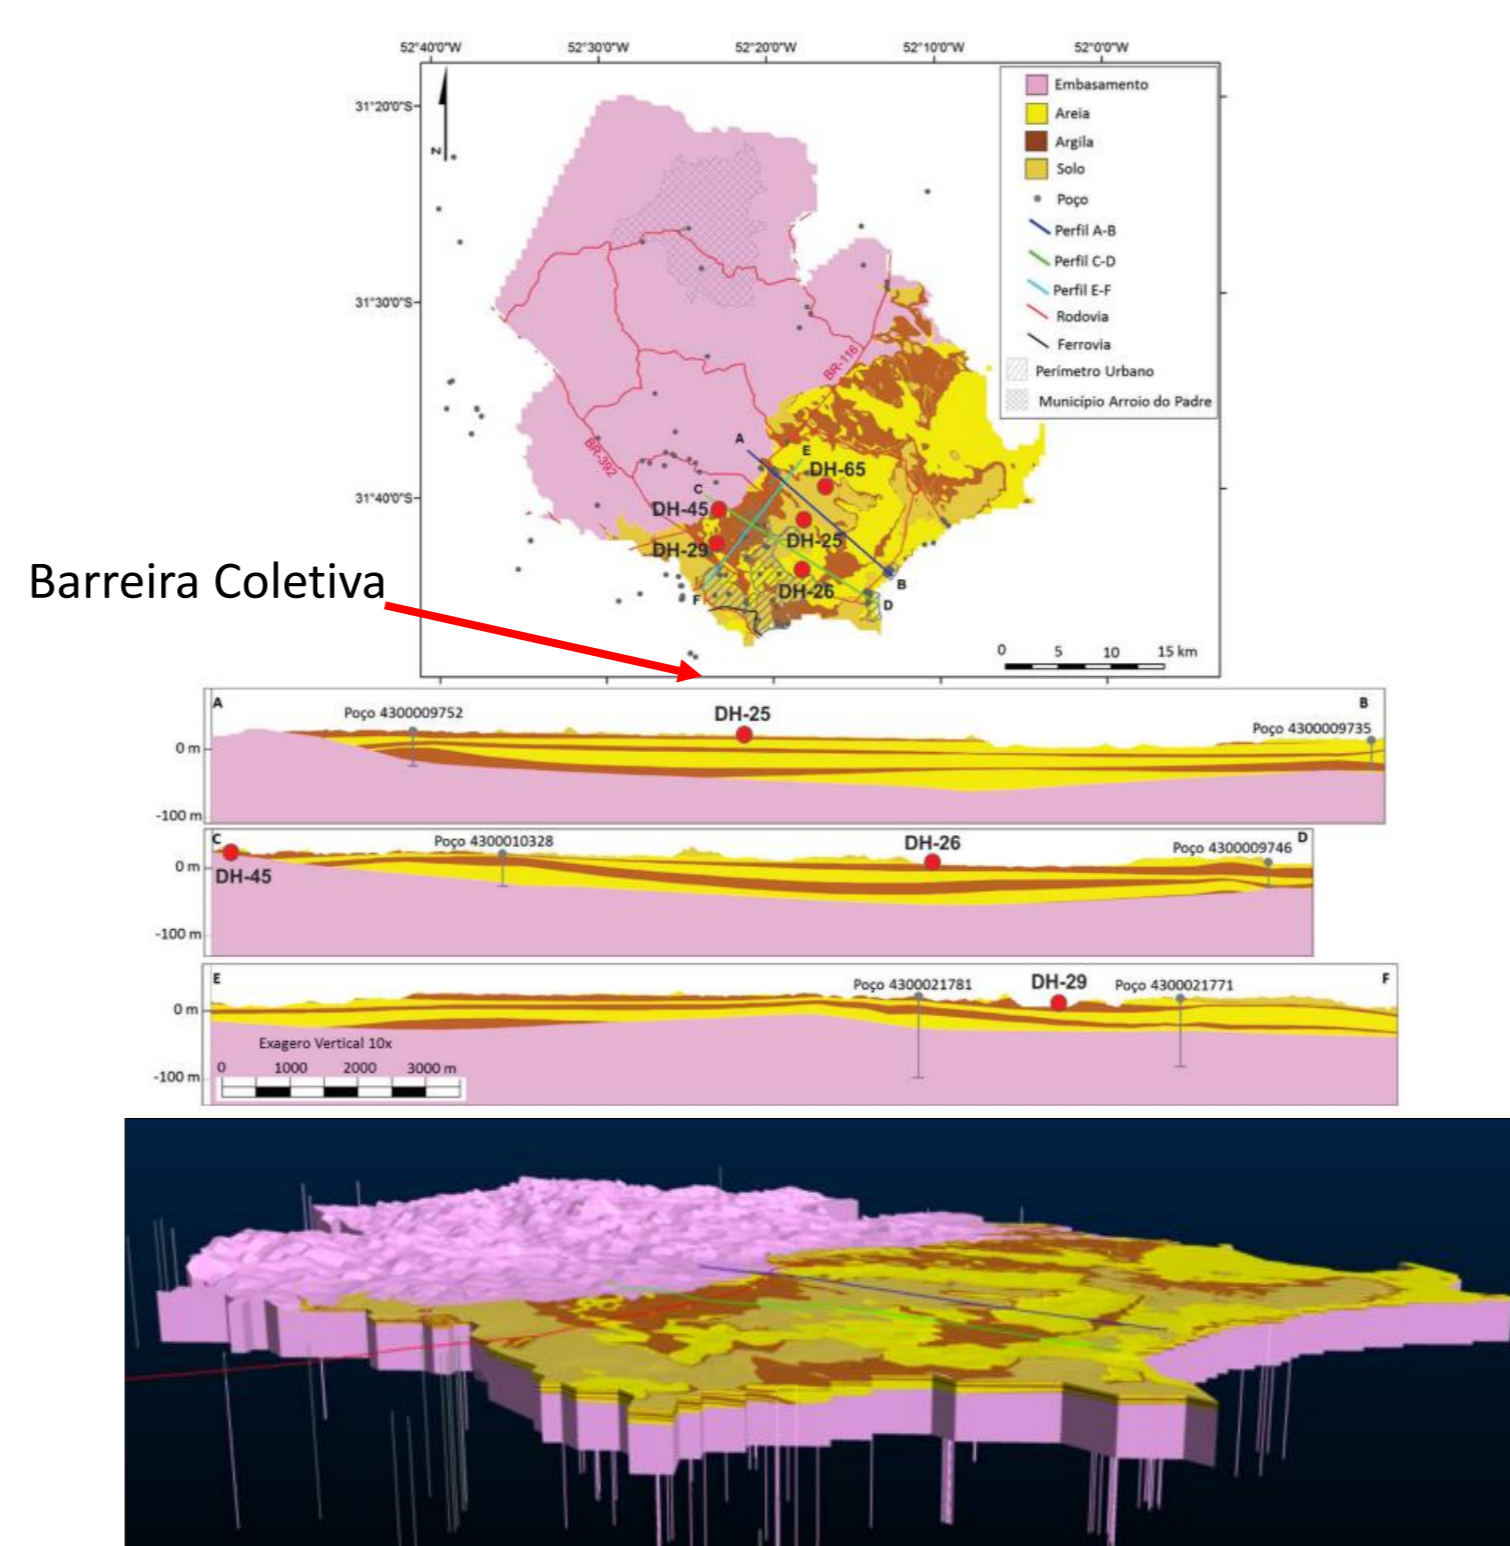 52°40'0"W 52°30'0"W 52°20'0"W 52°10'0"W 52°0'0"W
31°20'0"S
31°30'0"S
31°40'0"S
N
Embasamento
Areia
Argila
Solo
Poço
Perfil A-B
Perfil C-D
Perfil E-F
Rodovia
Ferrovia
Perímetro Urbano
Município Arroio do Padre
BR-116
BR-392
A
E
DH-65
C
DH-45
DH-25
DH-29
B
DH-26
F
D
0 5 10 15 km
Barreira Coletiva
A
Poço 4300009752
DH-25
B
Poço 4300009735
0 m
-100 m
C
Poço 4300010328
DH-26
D
Poço 4300009746
0 m
DH-45
-100 m
E
Poço 4300021781
DH-29
Poço 4300021771
F
0 m
Exagero Vertical 10x
0 1000 2000 3000 m
-100 m